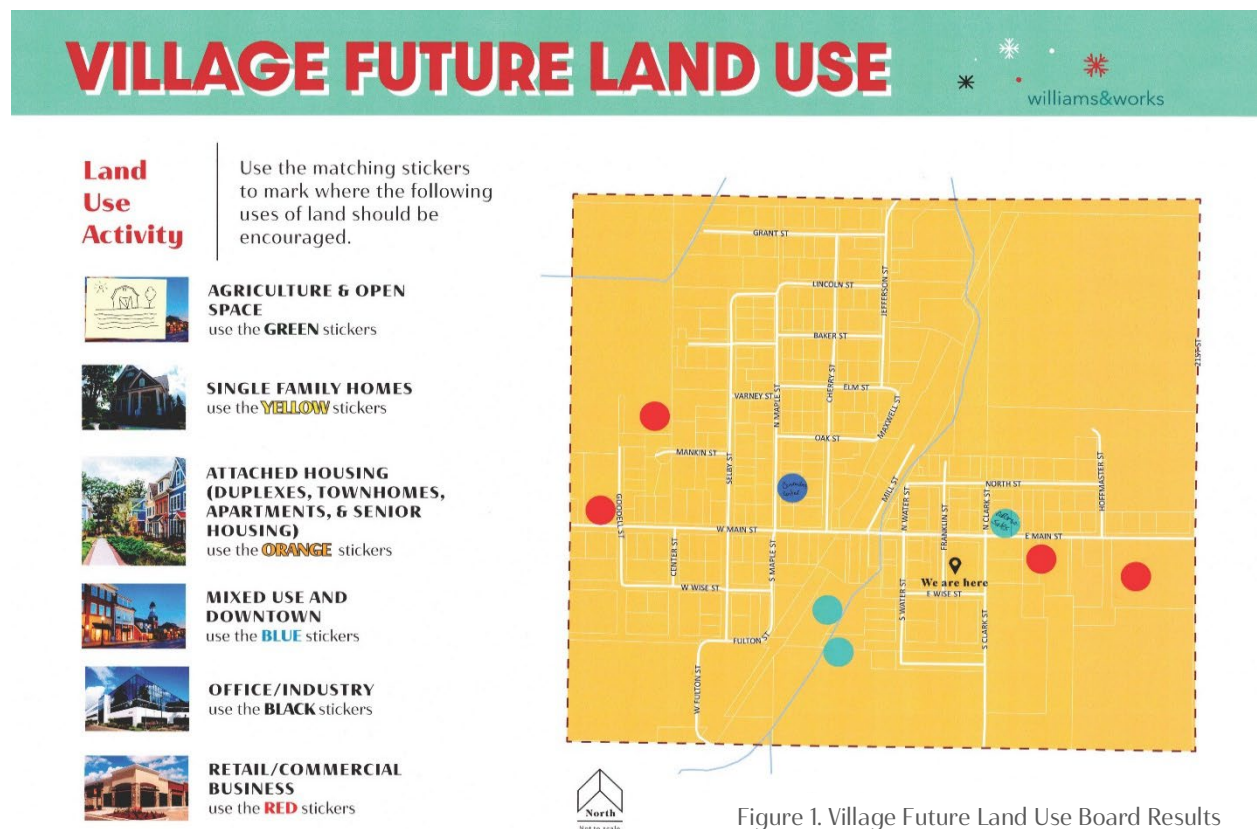 VILLAGE FUTURE LAND USE
williams&works
Land
Use
Activity
Use the matching stickers
to mark where the following
uses of land should be
encouraged.
AGRICULTURE & OPEN
SPACE
use the GREEN stickers
SINGLE FAMILY HOMES
use the YELLOW stickers
ATTACHED HOUSING
(DUPLEXES, TOWNHOMES,
APARTMENTS, & SENIOR
HOUSING)
use the ORANGE stickers
MIXED USE AND
DOWNTOWN
use the BLUE stickers
OFFICE/INDUSTRY
use the BLACK stickers
RETAIL/COMMERCIAL
BUSINESS
use the RED stickers
GRANT ST
LINCOLN ST
JEFFERSON ST
BAKER ST
21ST ST
CHERRY ST
ELM ST
VARNEY ST
N MAPLE ST
MAXWELL ST
OAK ST
MANKIN ST
SELBY ST
GOODELL ST
MILL ST
N WATER ST
NORTH ST
HOFFMASTER ST
N CLARK ST
FRANKLIN ST
W MAIN ST
E MAIN ST
CENTER ST
S MAPLE ST
We are here
W WISE ST
E WISE ST
S WATER ST
S CLARK ST
FULTON ST
W FULTON ST
North
Not to scale
Figure 1. Village Future Land Use Board Results